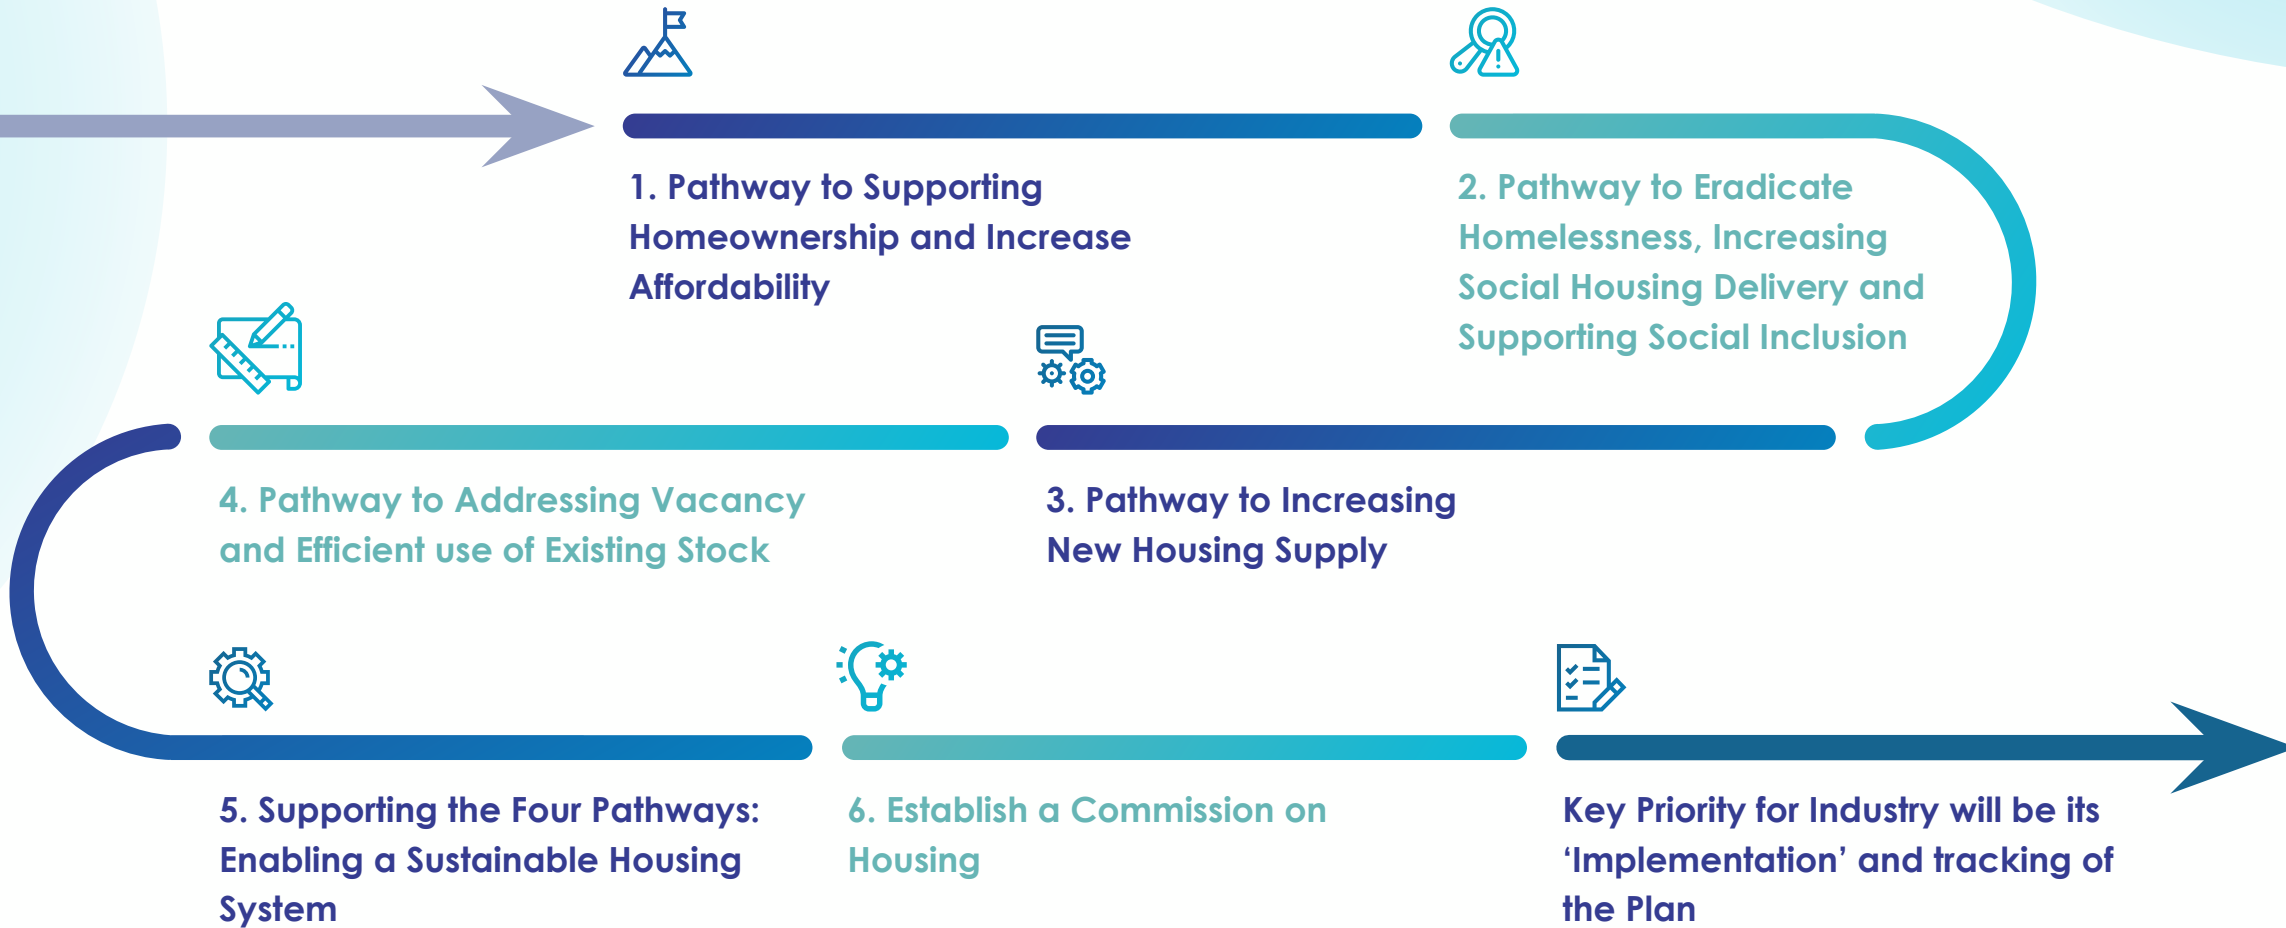 1. Pathway to Supporting
Homeownership and Increase
Affordability
2. Pathway to Eradicate
Homelessness, Increasing
Social Housing Delivery and
Supporting Social Inclusion
3. Pathway to Increasing
New Housing Supply
4. Pathway to Addressing Vacancy
and Efficient use of Existing Stock
5. Supporting the Four Pathways:
Enabling a Sustainable Housing
System
6. Establish a Commission on
Housing
Key Priority for Industry will be its
‘Implementation’ and tracking of
the Plan